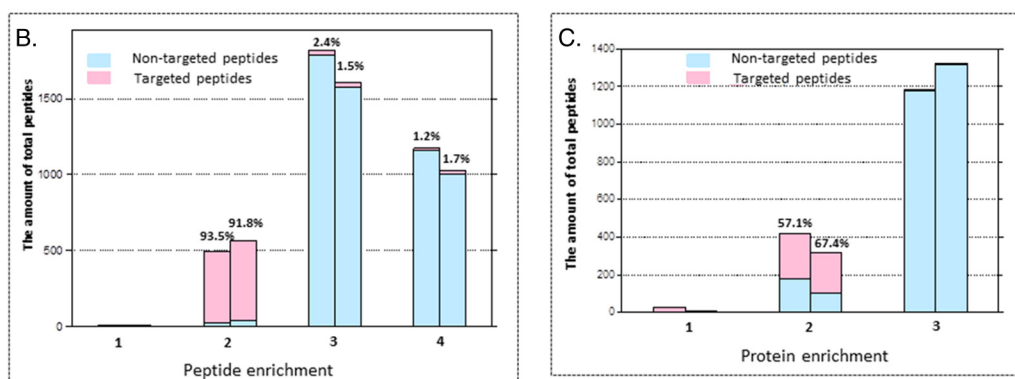 B.
Non-targeted peptides
Targeted peptides
The amount of total peptides
1500
1000
500
0
93.5%
91.8%
2.4%
1.5%
1.2%
1.7%
1 2 3 4
Peptide enrichment
C.
Non-targeted peptides
Targeted peptides
The amount of total peptides
1400
1200
1000
800
600
400
200
0
57.1%
67.4%
1 2 3
Protein enrichment